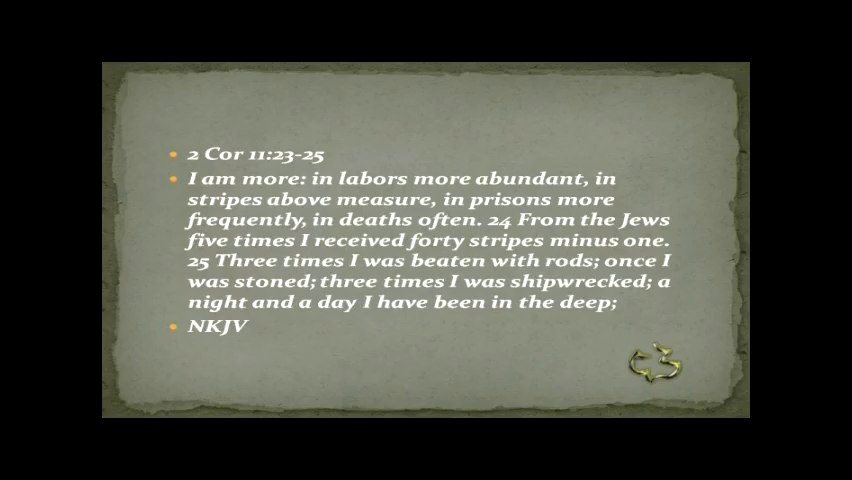 2 Cor 11:23-25
I am more: in labors more abundant, in
stripes above measure, in prisons more
frequently, in deaths often. 24 From the Jews
five times I received forty stripes minus one.
25 Three times I was beaten with rods; once I
was stoned; three times I was shipwrecked; a
night and a day I have been in the deep;
NKJV